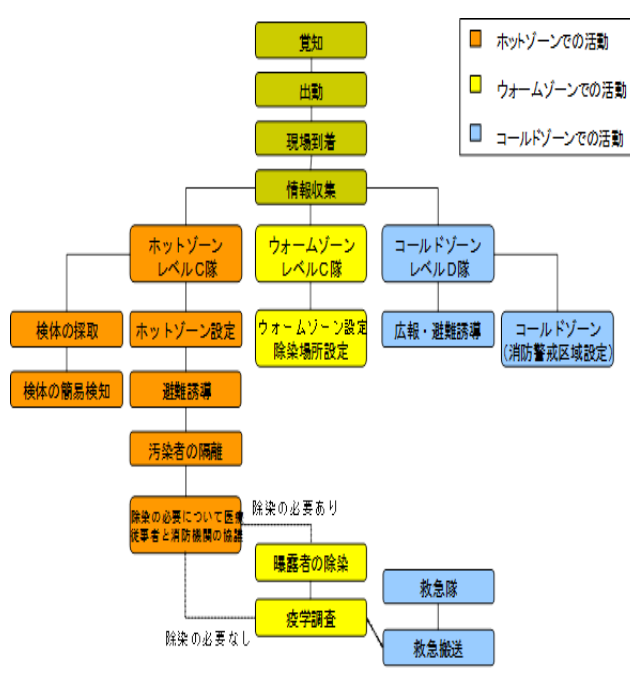 覚知
ホットゾーンでの活動
出動
ウォームゾーンでの活動
現場到着
コールドゾーンでの活動
情報収集
ホットゾーン
レベルC隊
ウォームゾーン
レベルC隊
コールドゾーン
レベルD隊
検体の採取
ホットゾーン設定
ウォームゾーン設定
除染場所設定
広報・避難誘導
コールドゾーン
(消防警戒区域設定)
検体の簡易検知
避難誘導
汚染者の隔離
除染の必要について医療
従事者と消防機関の協議
除染の必要あり
曝露者の除染
救急隊
疫学調査
除染の必要なし
救急搬送